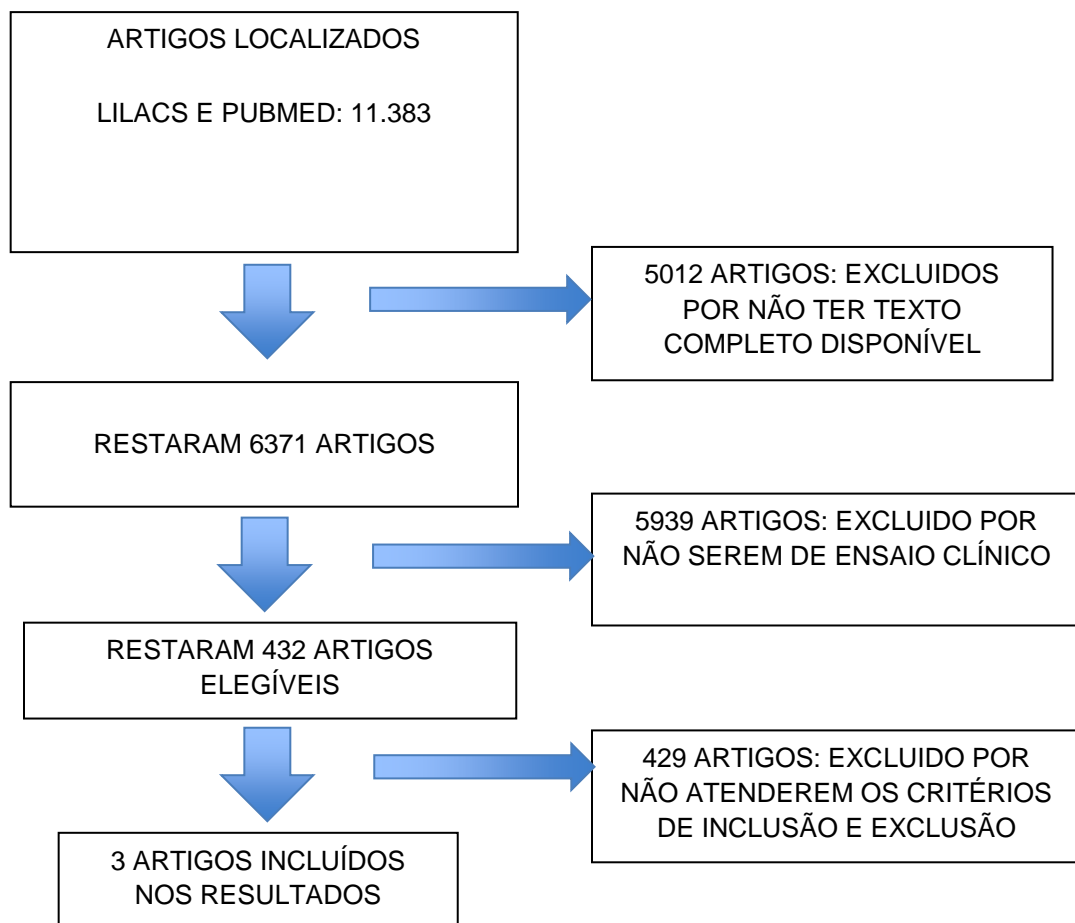 ARTIGOS LOCALIZADOS
LILACS E PUBMED: 11.383
5012 ARTIGOS: EXCLUIDOS
POR NÃO TER TEXTO
COMPLETO DISPONÍVEL
RESTARAM 6371 ARTIGOS
5939 ARTIGOS: EXCLUIDO POR
NÃO SEREM DE ENSAIO CLÍNICO
RESTARAM 432 ARTIGOS
ELEGÍVEIS
429 ARTIGOS: EXCLUIDO POR
NÃO ATENDEREM OS CRITÉRIOS
DE INCLUSÃO E EXCLUSÃO
3 ARTIGOS INCLUÍDOS
NOS RESULTADOS